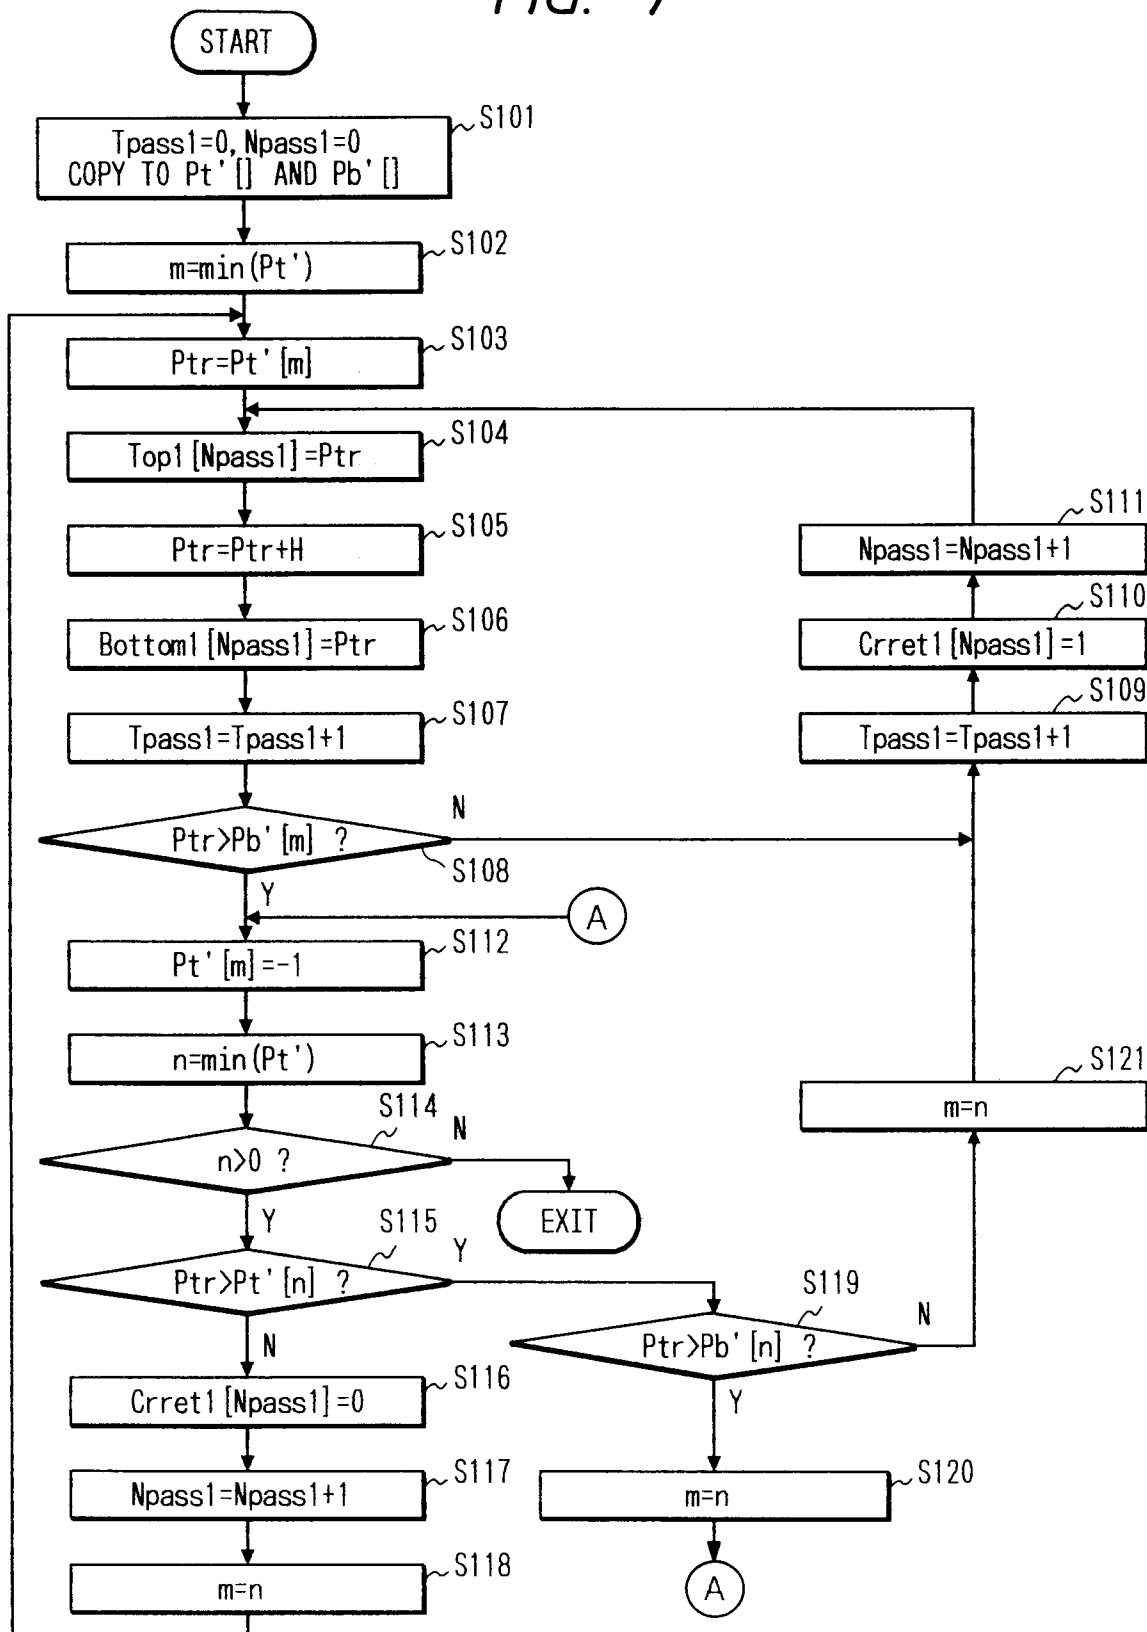 START
S101
Tpass1=0, Npass1=0
COPY TO Pt'[] AND Pb'[]
S102
m=min(Pt')
S103
Ptr=Pt'[m]
S104
Top1[Npass1]=Ptr
S105
Ptr=Ptr+H
S106
Bottom1[Npass1]=Ptr
S107
Tpass1=Tpass1+1
S111
Npass1=Npass1+1
S110
Crret1[Npass1]=1
S109
Tpass1=Tpass1+1
Ptr>Pb'[m] ?
N
S108
Y
A
S112
Pt'[m]=-1
S113
n=min(Pt')
S121
m=n
S114
n>0 ?
N
EXIT
Y
S115
Ptr>Pt'[n] ?
Y
N
S119
Ptr>Pb'[n] ?
N
Y
S116
Crret1[Npass1]=0
S117
Npass1=Npass1+1
S120
m=n
A
S118
m=n